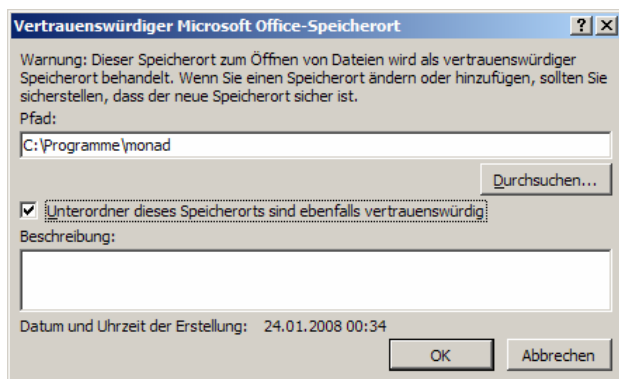 Vertrauenswürdiger Microsoft Office-Speicherort
Warnung: Dieser Speicherort zum Öffnen von Dateien wird als vertrauenswürdiger
Speicherort behandelt. Wenn Sie einen Speicherort ändern oder hinzufügen, sollten Sie
sicherstellen, dass der neue Speicherort sicher ist.
Pfad:
C:\Programme\monad
Durchsuchen...
Unterordner dieses Speicherorts sind ebenfalls vertrauenswürdig
Beschreibung:
Datum und Uhrzeit der Erstellung: 24.01.2008 00:34
OK Abbrechen